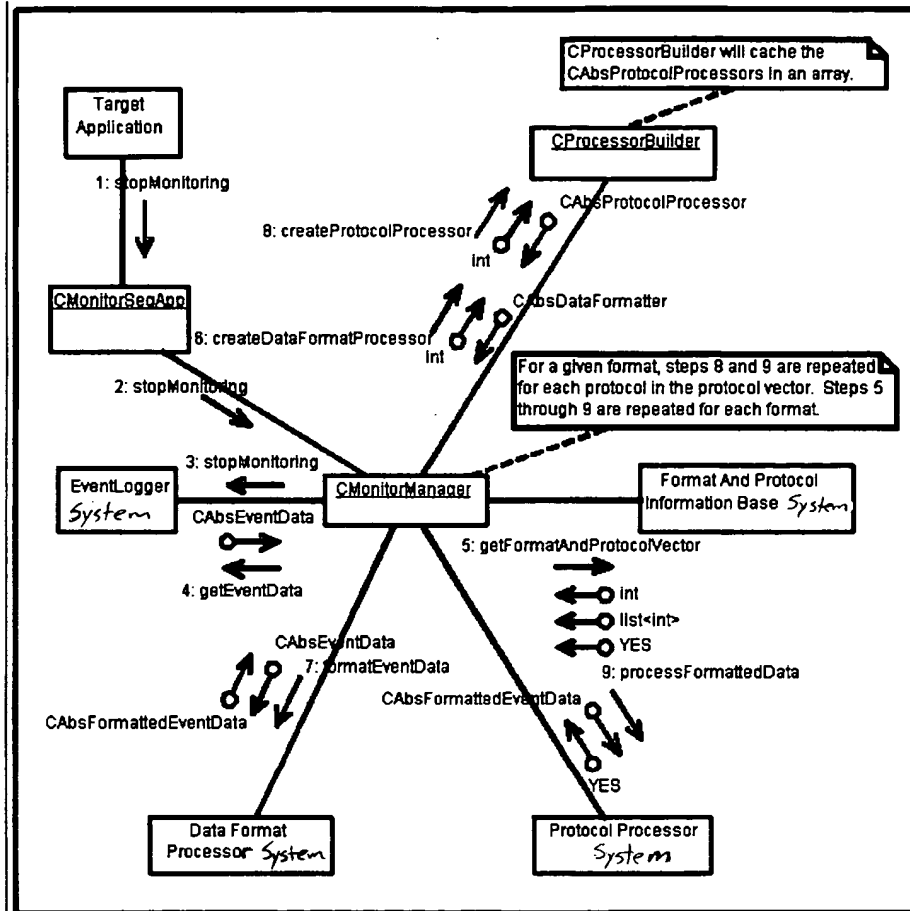 CProcessorBuilder will cache the
CAbsProtocolProcessors in an array.
Target
Application
CProcessorBuilder
1: stopMonitoring
CAbsProtocolProcessor
8: createProtocolProcessor
int
CMonitorSeqApp
CAbsDataFormatter
6: createDataFormatProcessor
int
For a given format, steps 8 and 9 are repeated
for each protocol in the protocol vector. Steps 5
through 9 are repeated for each format.
2: stopMonitoring
3: stopMonitoring
EventLogger
System
CMonitorManager
Format And Protocol
Information Base System
CAbsEventData
5: getFormatAndProtocolVector
4: getEventData
int
list<int>
YES
CAbsEventData
7: formatEventData
9: processFormattedData
CAbsFormattedEventData
CAbsFormattedEventData
YES
Data Format
Processor System
Protocol Processor
System